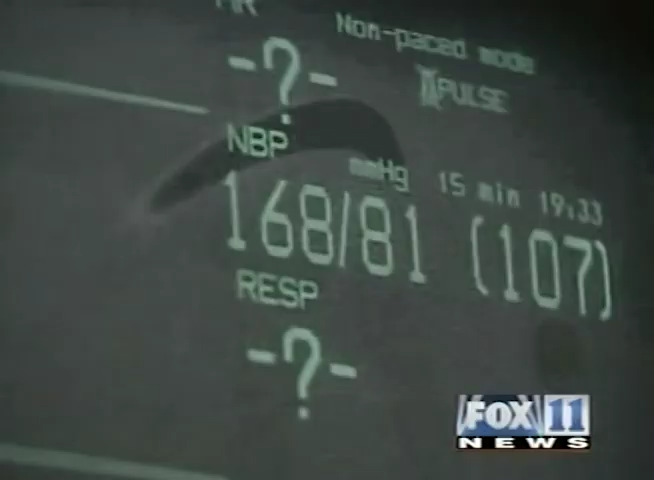 HR
Non-paced mode
-?-
PULSE
NBP
mmHg 15 min 19:33
168/81 (107)
RESP
-?-
FOX 11
NEWS